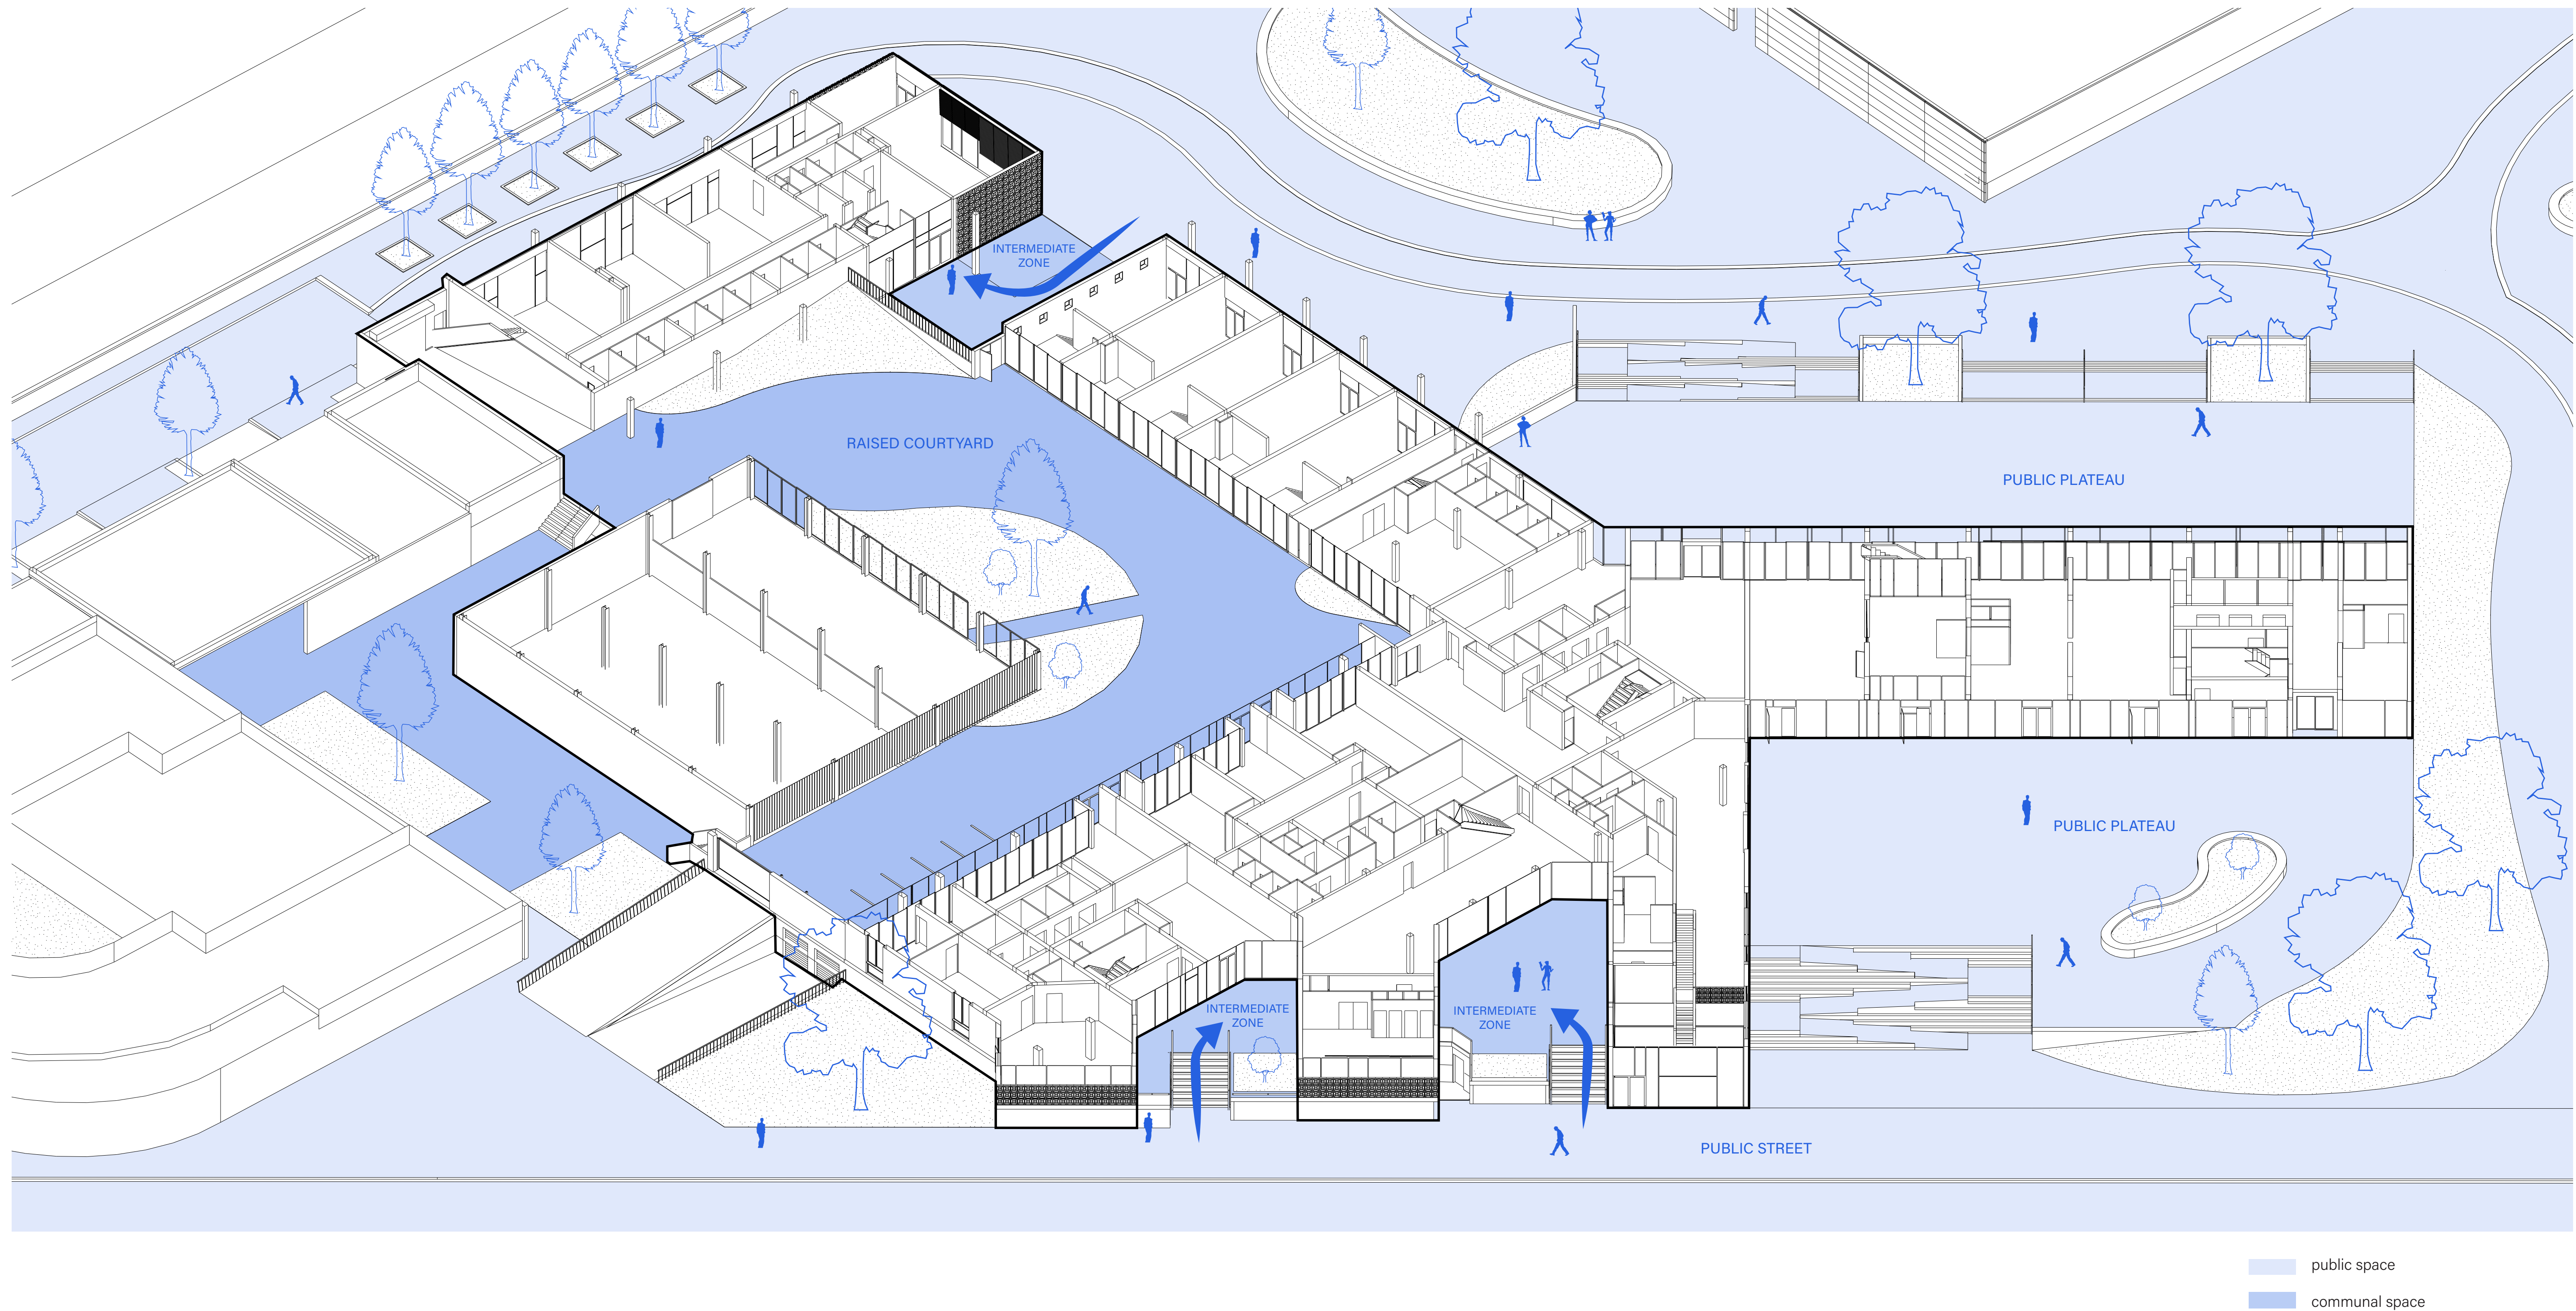 INTERMEDIATE
ZONE
RAISED COURTYARD
PUBLIC PLATEAU
PUBLIC PLATEAU
INTERMEDIATE
ZONE
INTERMEDIATE
ZONE
PUBLIC STREET
public space
communal space